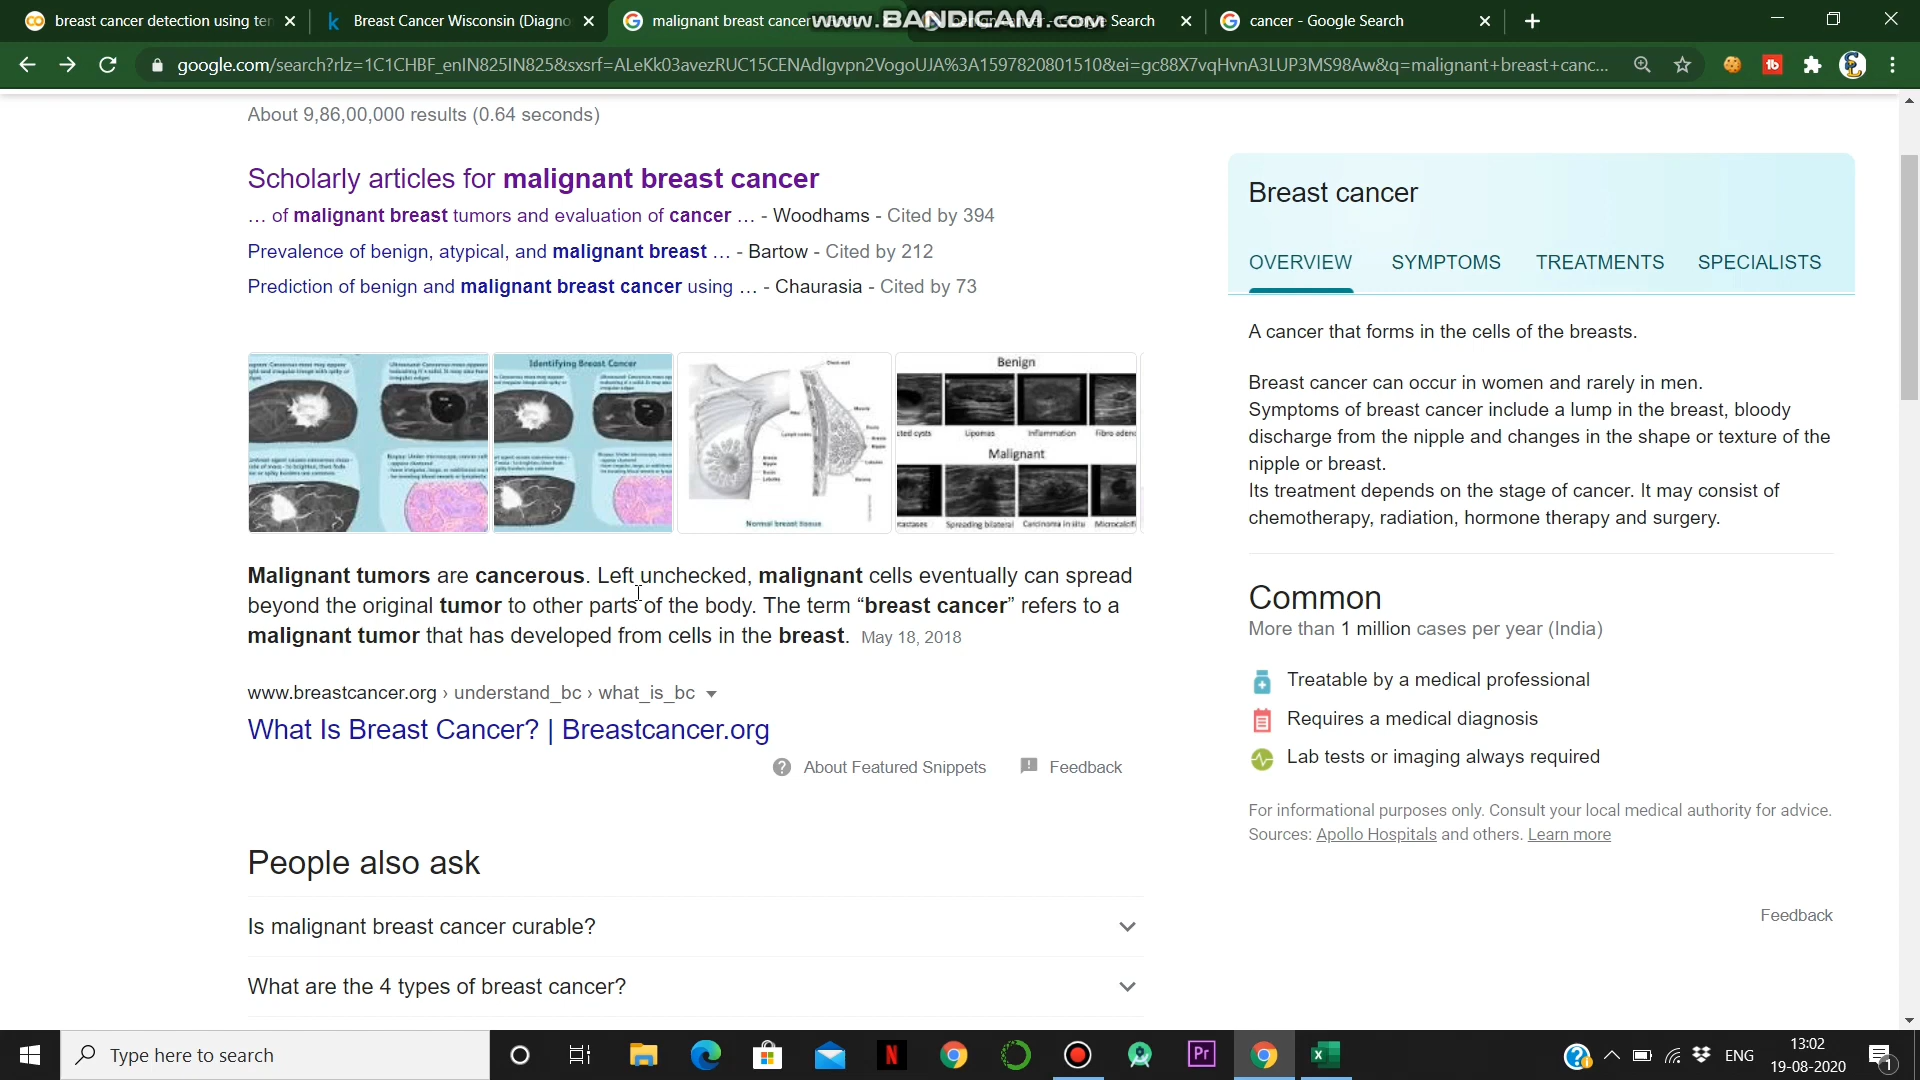 breast cancer detection using ten
Breast Cancer Wisconsin (Diagno
malignant breast cancer
www.BANDICAM.com
Search
cancer - Google Search
google.com/search?rlz=1C1CHBF_enIN825IN825&sxsrf=ALeKk03avezRUC15CENAdIgvpn2VogoUJA%3A1597820801510&ei=gc88X7vqHvnA3LUP3MS98Aw&q=malignant+breast+canc...
About 9,86,00,000 results (0.64 seconds)
Scholarly articles for malignant breast cancer
... of malignant breast tumors and evaluation of cancer ... - Woodhams - Cited by 394
Prevalence of benign, atypical, and malignant breast ... - Bartow - Cited by 212
Prediction of benign and malignant breast cancer using ... - Chaurasia - Cited by 73
Identifying Breast Cancer
Normal breast tissue
Benign
Lipomas
Inflammation
Malignant
Spreading bilateral
Carcinoma in situ
Malignant tumors are cancerous. Left unchecked, malignant cells eventually can spread
beyond the original tumor to other parts of the body. The term “breast cancer” refers to a
malignant tumor that has developed from cells in the breast. May 18, 2018
www.breastcancer.org › understand_bc › what_is_bc
What Is Breast Cancer? | Breastcancer.org
About Featured Snippets
Feedback
People also ask
Is malignant breast cancer curable?
What are the 4 types of breast cancer?
Breast cancer
OVERVIEW
SYMPTOMS
TREATMENTS
SPECIALISTS
A cancer that forms in the cells of the breasts.
Breast cancer can occur in women and rarely in men.
Symptoms of breast cancer include a lump in the breast, bloody
discharge from the nipple and changes in the shape or texture of the
nipple or breast.
Its treatment depends on the stage of cancer. It may consist of
chemotherapy, radiation, hormone therapy and surgery.
Common
More than 1 million cases per year (India)
Treatable by a medical professional
Requires a medical diagnosis
Lab tests or imaging always required
For informational purposes only. Consult your local medical authority for advice.
Sources: Apollo Hospitals and others. Learn more
Feedback
Type here to search
N
Pr
ENG
13:02
19-08-2020
1